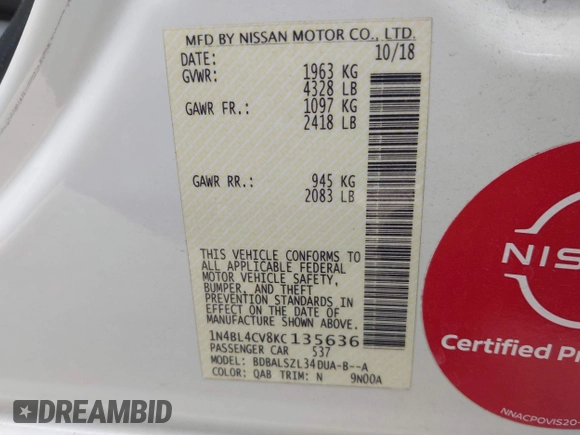 MFD BY NISSAN MOTOR CO., LTD.
DATE: 10/18
GVWR: 1963 KG
4328 LB
GAWR FR.: 1097 KG
2418 LB
GAWR RR.: 945 KG
2083 LB
THIS VEHICLE CONFORMS TO
ALL APPLICABLE FEDERAL
MOTOR VEHICLE SAFETY,
BUMPER, AND THEFT
PREVENTION STANDARDS IN
EFFECT ON THE DATE OF
MANUFACTURE SHOWN ABOVE.
1N4BL4CV8KC135636
PASSENGER CAR 537
MODEL: BDBALSZL34DUA-B--A
COLOR: QAB TRIM: N 9N00A
NIS
Certified Pr
NNACPOVIS20-
DREAMBID
DREAMBID